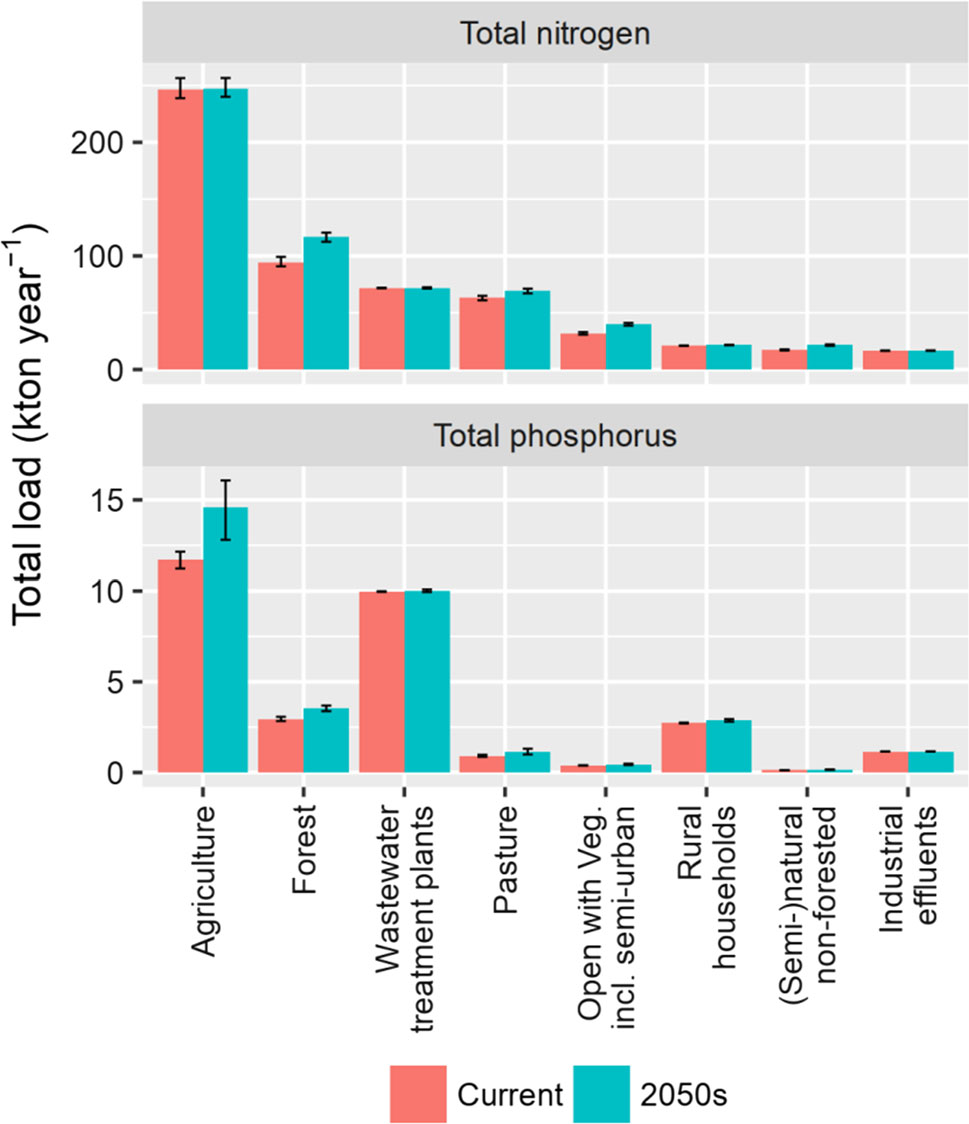 Total nitrogen
Total load (kton year⁻¹)
200
100
0
Total phosphorus
15
10
5
0
Agriculture
Forest
Wastewater
treatment plants
Pasture
Open with Veg.
incl. semi-urban
Rural
households
(Semi-)natural
non-forested
Industrial
effluents
Current
2050s